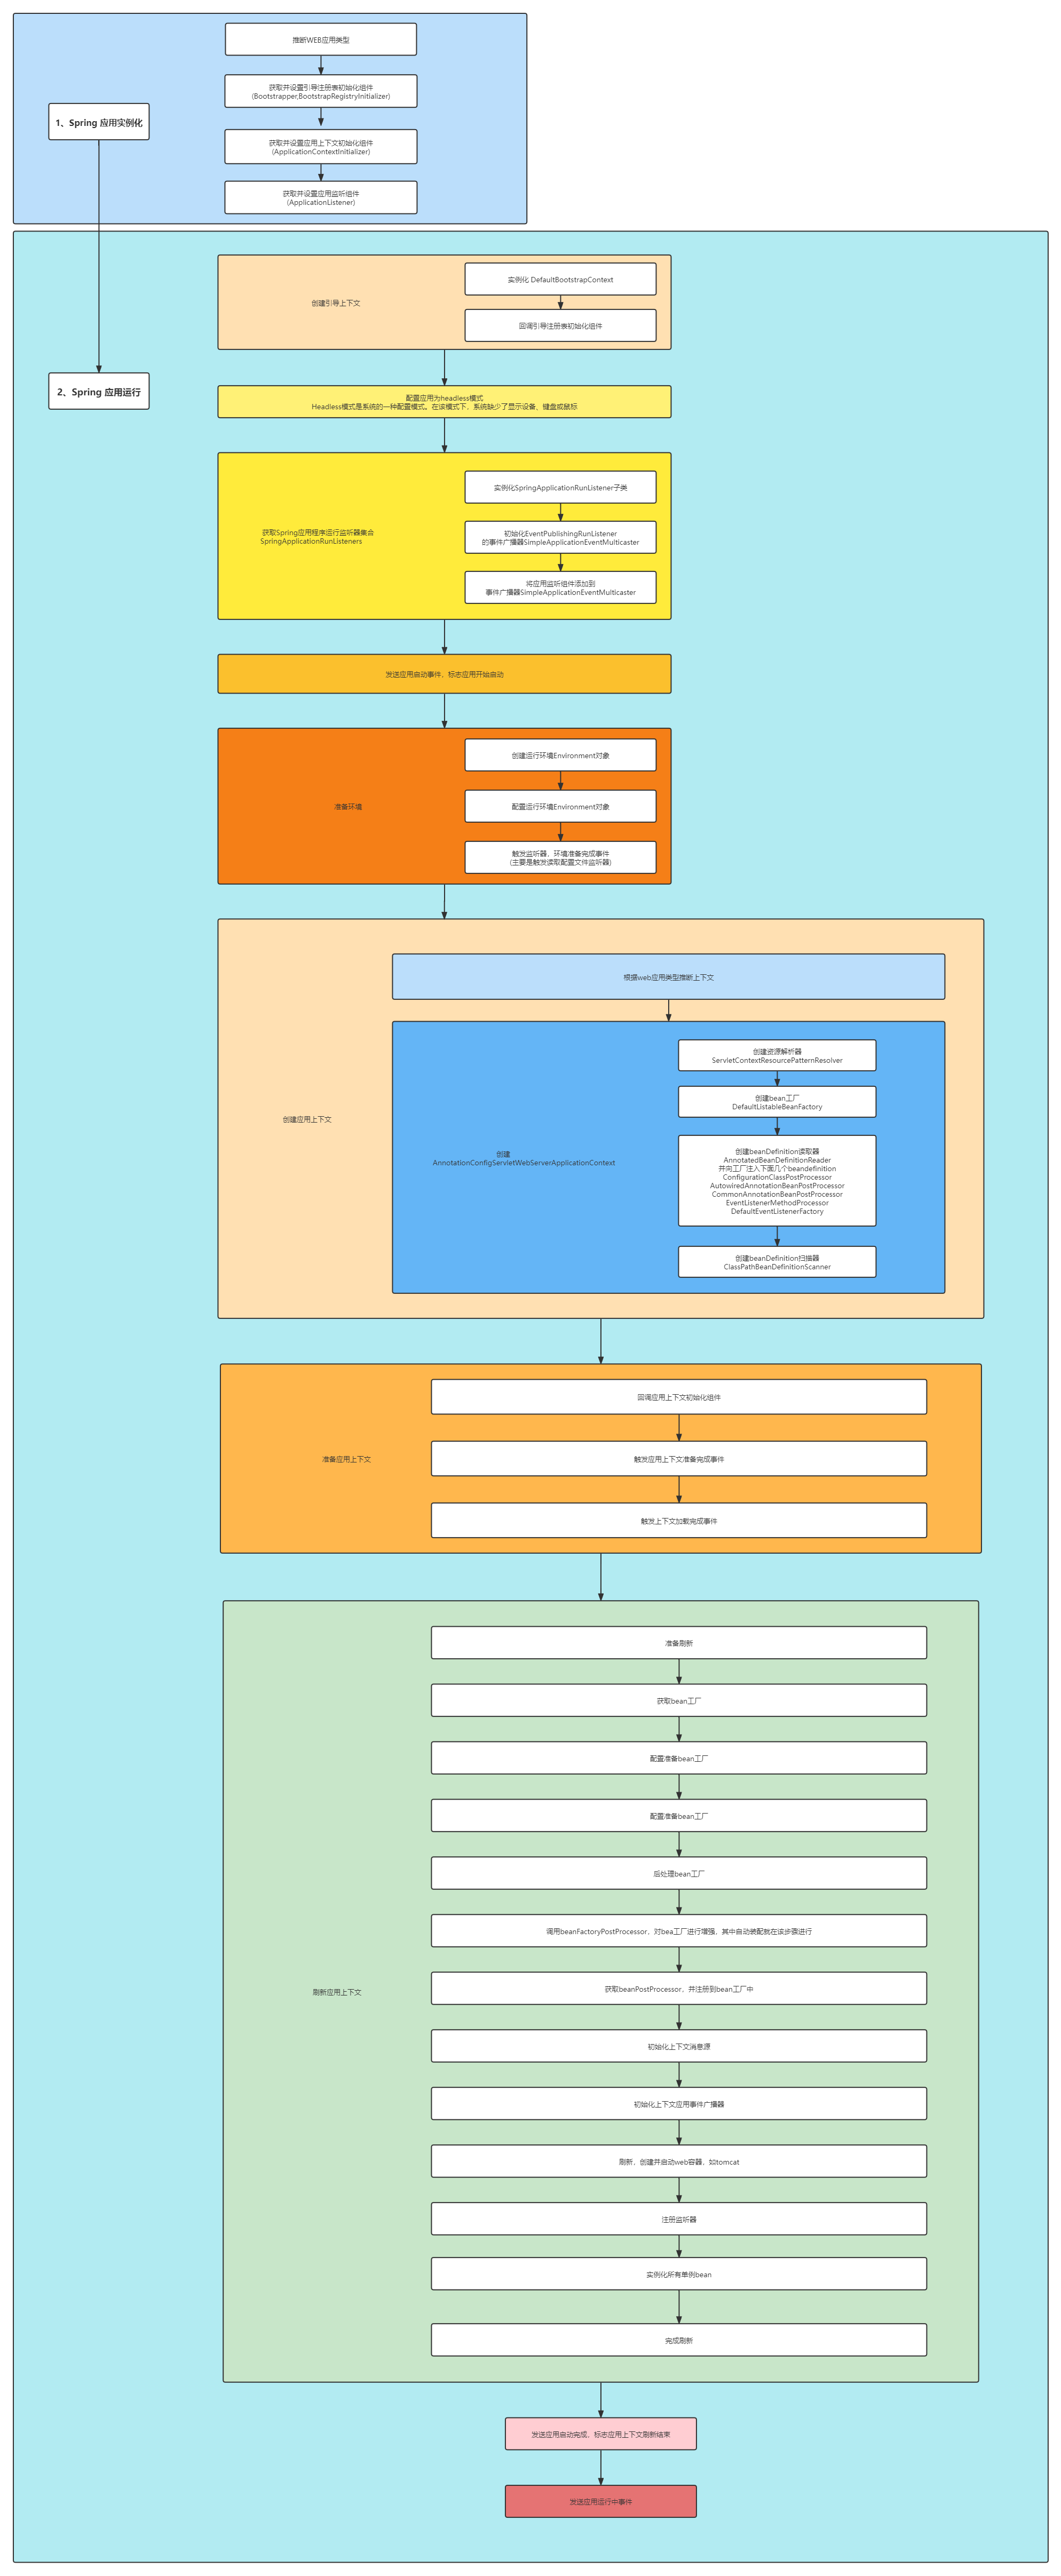 推断WEB应用类型
获取并设置引导注册表初始化组件
(Bootstrapper,BootstrapRegistryInitializer)
1、Spring 应用实例化
获取并设置应用上下文初始化组件
(ApplicationContextInitializer)
获取并设置应用监听组件
(ApplicationListener)
创建引导上下文
实例化 DefaultBootstrapContext
回调引导注册表初始化组件
2、Spring 应用运行
配置应用为headless模式
Headless模式是系统的一种配置模式。在该模式下，系统缺少了显示设备、键盘或鼠标
获取Spring应用程序运行监听器集合
SpringApplicationRunListeners
实例化SpringApplicationRunListener子类
初始化EventPublishingRunListener
的事件广播器SimpleApplicationEventMulticaster
将应用监听组件添加到
事件广播器SimpleApplicationEventMulticaster
发送应用启动事件，标志应用开始启动
准备环境
创建运行环境Environment对象
配置运行环境Environment对象
触发监听器，环境准备完成事件
(主要是触发读取配置文件监听器)
创建应用上下文
根据web应用类型推断上下文
创建
AnnotationConfigServletWebServerApplicationContext
创建资源解析器
ServletContextResourcePatternResolver
创建bean工厂
DefaultListableBeanFactory
创建beanDefinition读取器
AnnotatedBeanDefinitionReader
并向工厂注入下面几个beandefinition
ConfigurationClassPostProcessor
AutowiredAnnotationBeanPostProcessor
CommonAnnotationBeanPostProcessor
EventListenerMethodProcessor
DefaultEventListenerFactory
创建beanDefinition扫描器
ClassPathBeanDefinitionScanner
准备应用上下文
回调应用上下文初始化组件
触发应用上下文准备完成事件
触发上下文加载完成事件
刷新应用上下文
准备刷新
获取bean工厂
配置准备bean工厂
配置准备bean工厂
后处理bean工厂
调用beanFactoryPostProcessor，对bea工厂进行增强，其中自动装配就在该步骤进行
获取beanPostProcessor，并注册到bean工厂中
初始化上下文消息源
初始化上下文应用事件广播器
刷新，创建并启动web容器，如tomcat
注册监听器
实例化所有单例bean
完成刷新
发送应用启动完成，标志应用上下文刷新结束
发送应用运行中事件